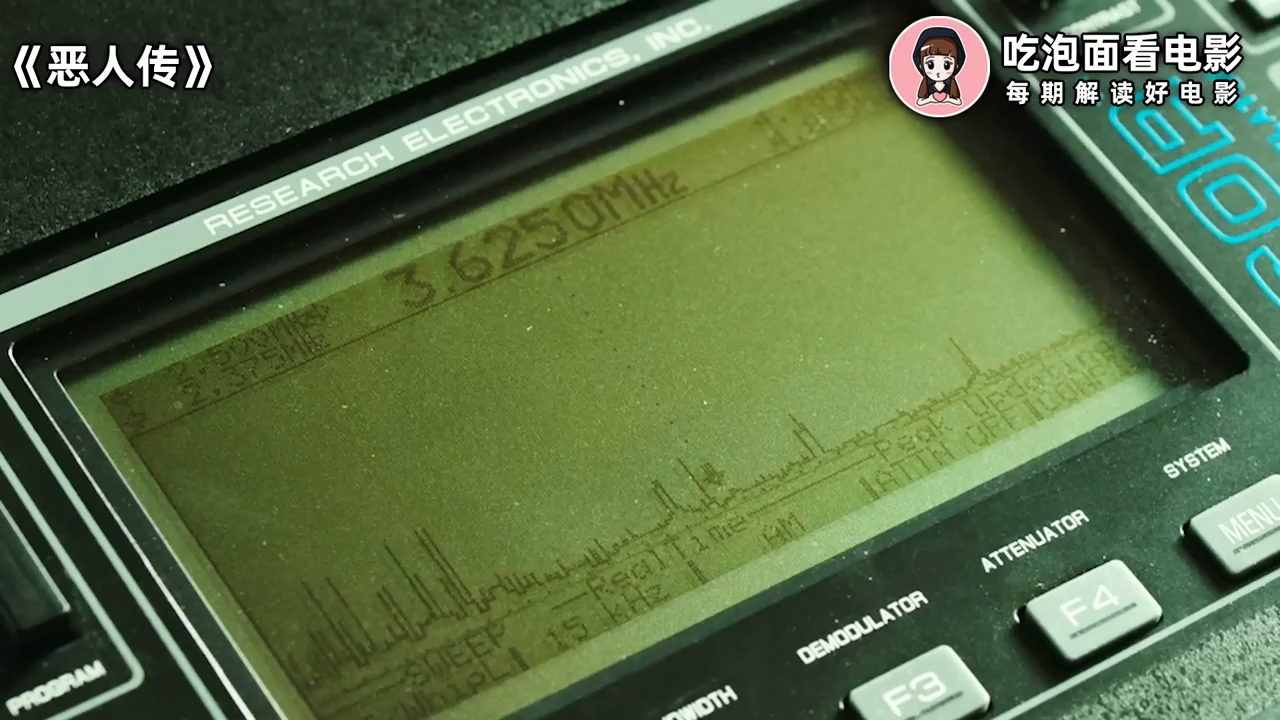 《恶人传》
吃泡面看电影
每期解读好电影
RESEARCH ELECTRONICS, INC.
3.6250MHz
2.375MHz
Real Time
Peak Updating
SWEEP
15 kHz
AM
ATTN OFF
SYSTEM
MENU
ATTENUATOR
F4
DEMODULATOR
F3
PROGRAM